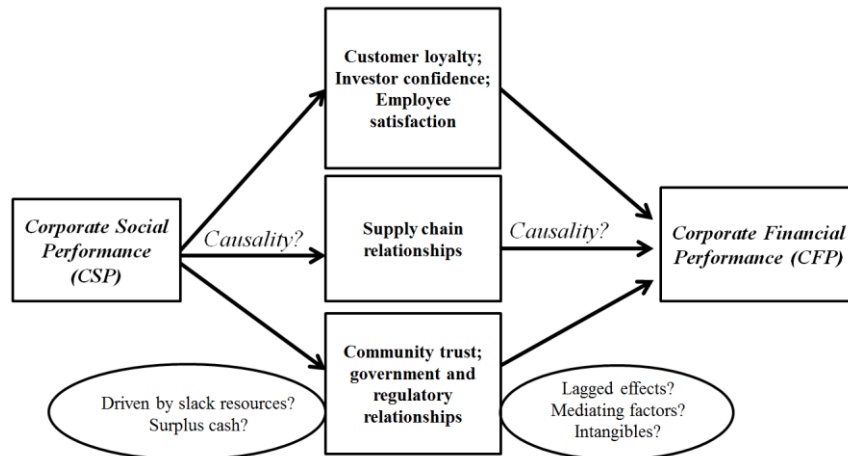 Customer loyalty;
Investor confidence;
Employee
satisfaction
Corporate Social
Performance
(CSP)
Causality?
Supply chain
relationships
Causality?
Corporate Financial
Performance (CFP)
Community trust;
government and
regulatory
relationships
Driven by slack resources?
Surplus cash?
Lagged effects?
Mediating factors?
Intangibles?